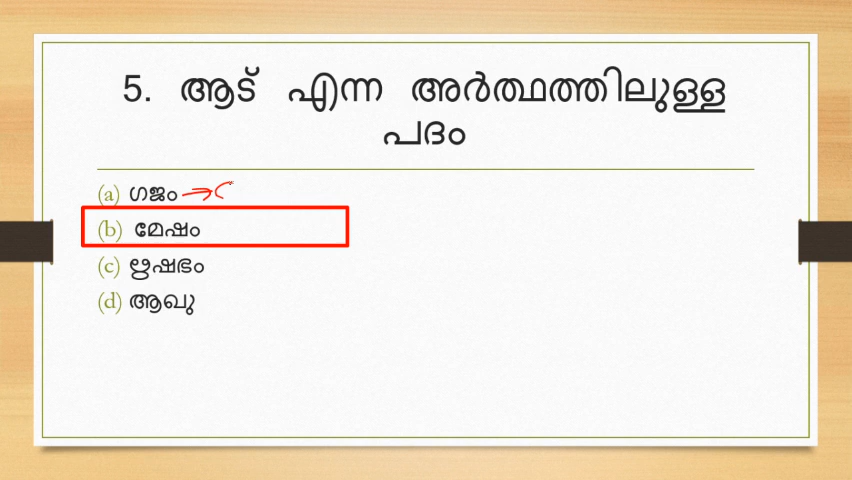 5. ആട് എന്ന അർത്ഥത്തിലുള്ള
പദം
(a) ഗജം
(b) മേഷം
(c) ഋഷഭം
(d) ആഖു